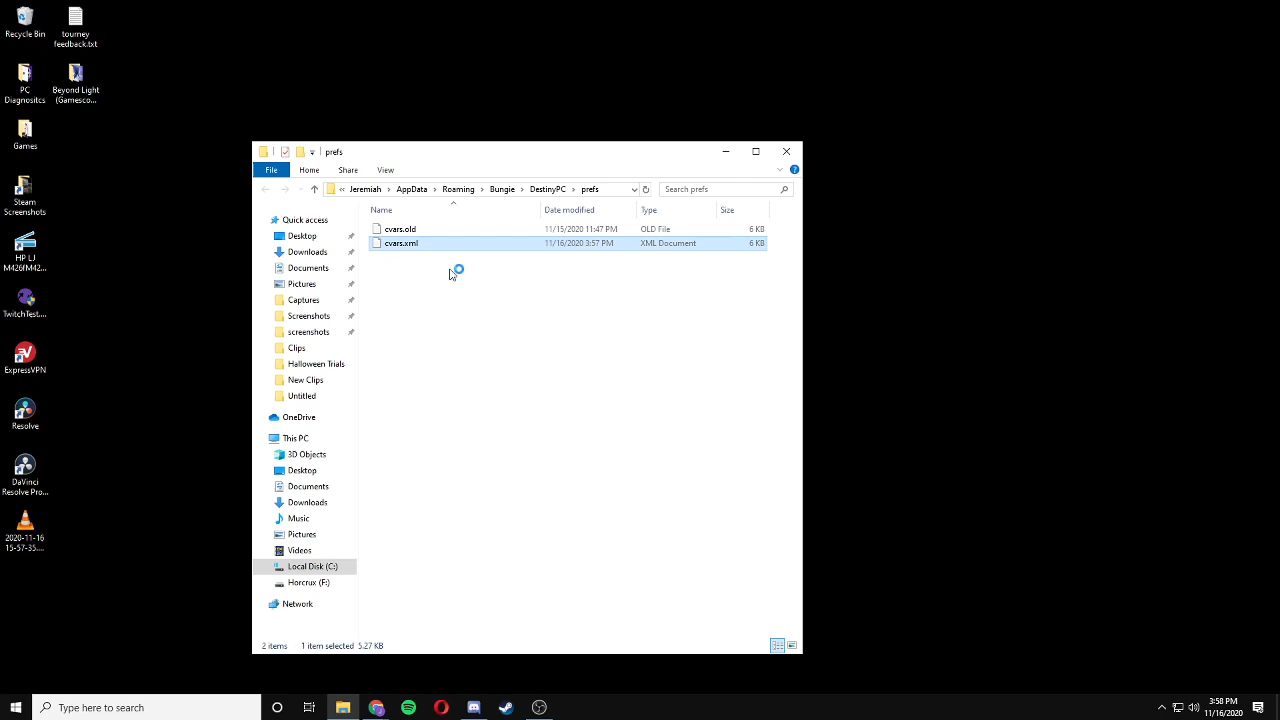 Recycle Bin
tourney
feedback.txt
PC
Diagnositcs
Beyond Light
(Gamesco...
Games
Steam
Screenshots
HP LJ
M426fM42...
TwitchTest....
ExpressVPN
Resolve
DaVinci
Resolve Pro...
2020-11-16
15-57-35....
prefs
File
Home
Share
View
Jeremiah
AppData
Roaming
Bungie
DestinyPC
prefs
Search prefs
Name
Date modified
Type
Size
cvars.old
11/15/2020 11:47 PM
OLD File
6 KB
cvars.xml
11/16/2020 3:57 PM
XML Document
6 KB
Quick access
Desktop
Downloads
Documents
Pictures
Captures
Screenshots
screenshots
Clips
Halloween Trials
New Clips
Untitled
OneDrive
This PC
3D Objects
Desktop
Documents
Downloads
Music
Pictures
Videos
Local Disk (C:)
Horcrux (F:)
Network
2 items
1 item selected 5.27 KB
Type here to search
3:58 PM
11/16/2020